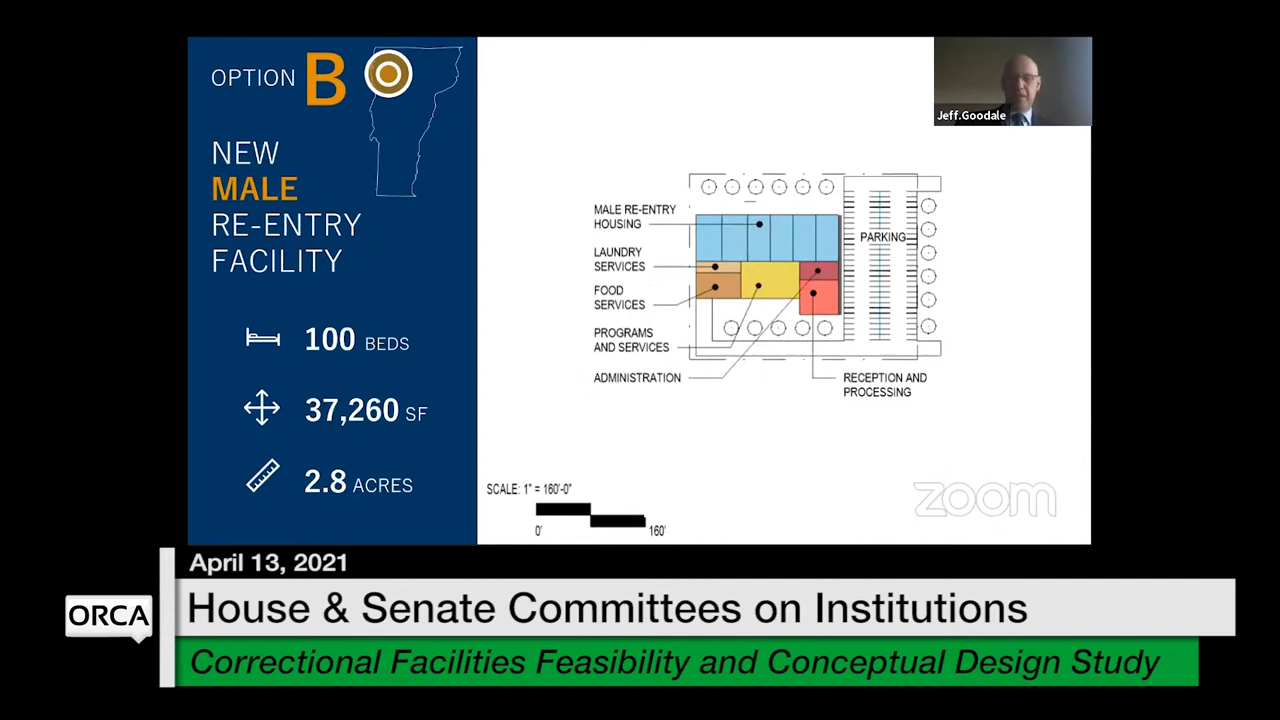 OPTION B
NEW
MALE
RE-ENTRY
FACILITY
100 BEDS
37,260 SF
2.8 ACRES
Jeff.Goodale
MALE RE-ENTRY
HOUSING
LAUNDRY
SERVICES
FOOD
SERVICES
PROGRAMS
AND SERVICES
ADMINISTRATION
PARKING
RECEPTION AND
PROCESSING
SCALE: 1" = 160'-0"
0'
160'
zoom
April 13, 2021
ORCA
House & Senate Committees on Institutions
Correctional Facilities Feasibility and Conceptual Design Study